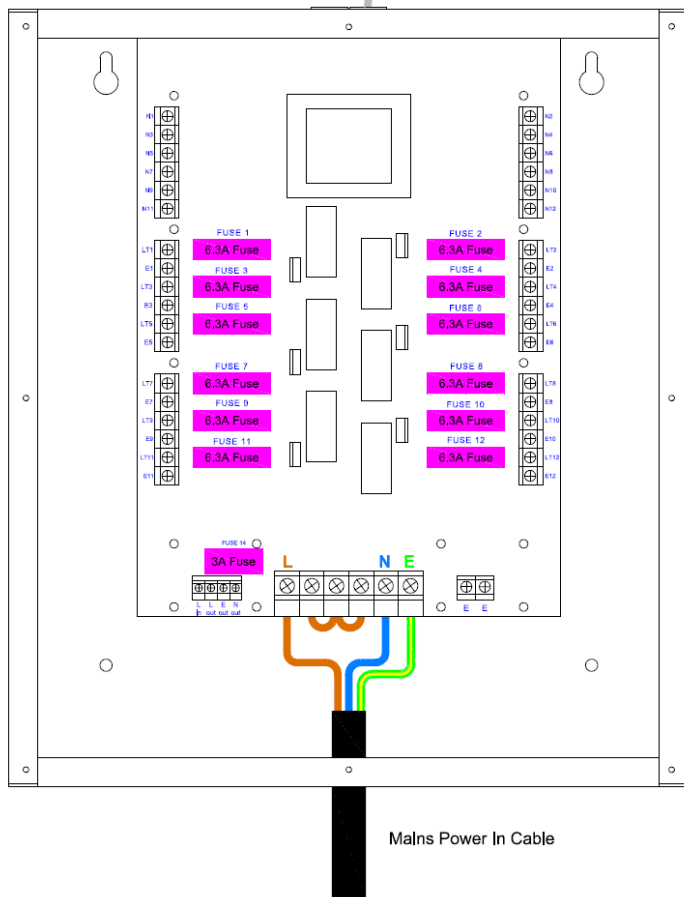 N1
N3
N5
N7
N9
N11
N2
N4
N6
N8
N10
N12
FUSE 1
6.3A Fuse
FUSE 3
6.3A Fuse
FUSE 5
6.3A Fuse
FUSE 2
6.3A Fuse
FUSE 4
6.3A Fuse
FUSE 6
6.3A Fuse
LT1
E1
LT3
E3
LT5
E5
LT2
E2
LT4
E4
LT6
E6
FUSE 7
6.3A Fuse
FUSE 9
6.3A Fuse
FUSE 11
6.3A Fuse
FUSE 8
6.3A Fuse
FUSE 10
6.3A Fuse
FUSE 12
6.3A Fuse
LT7
E7
LT9
E9
LT11
E11
LT8
E8
LT10
E10
LT12
E12
FUSE 14
3A Fuse
L N E
L L E N
in out out out
E E
Mains Power In Cable